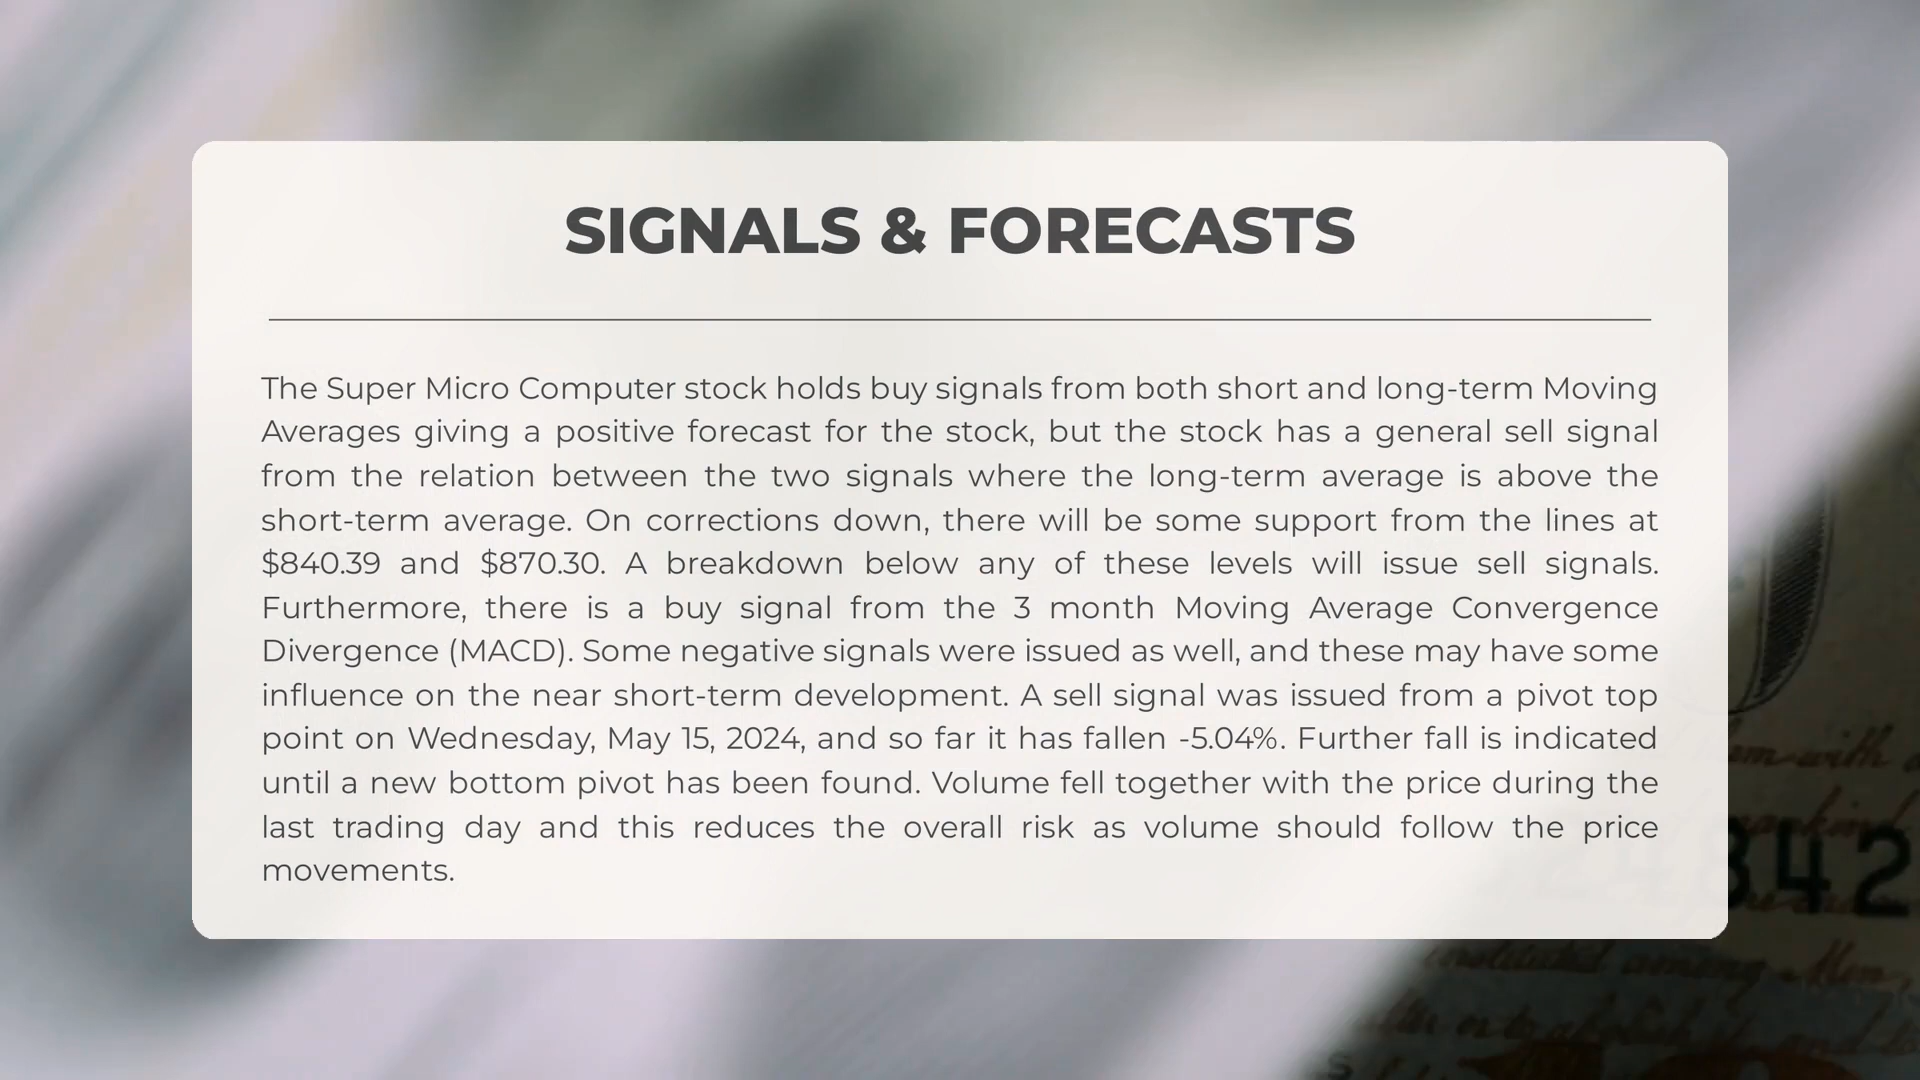 SIGNALS & FORECASTS
The Super Micro Computer stock holds buy signals from both short and long-term Moving
Averages giving a positive forecast for the stock, but the stock has a general sell signal
from the relation between the two signals where the long-term average is above the
short-term average. On corrections down, there will be some support from the lines at
$840.39 and $870.30. A breakdown below any of these levels will issue sell signals.
Furthermore, there is a buy signal from the 3 month Moving Average Convergence
Divergence (MACD). Some negative signals were issued as well, and these may have some
influence on the near short-term development. A sell signal was issued from a pivot top
point on Wednesday, May 15, 2024, and so far it has fallen -5.04%. Further fall is indicated
until a new bottom pivot has been found. Volume fell together with the price during the
last trading day and this reduces the overall risk as volume should follow the price
movements.
842